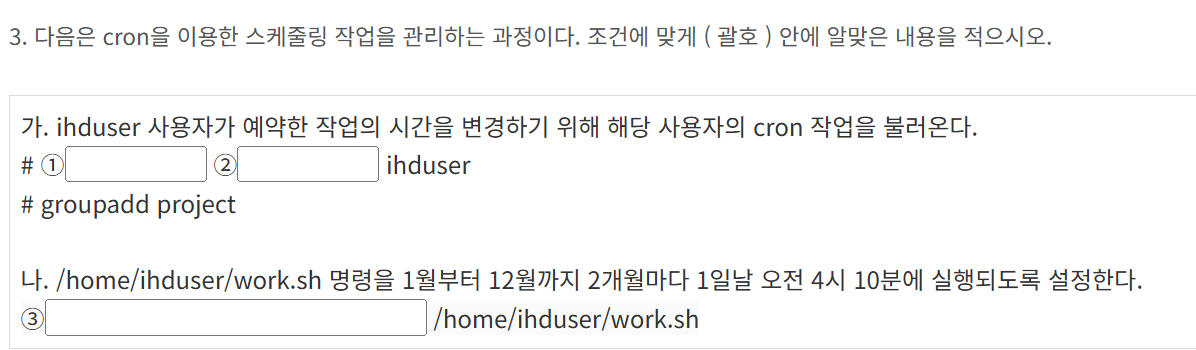 3. 다음은 cron을 이용한 스케줄링 작업을 관리하는 과정이다. 조건에 맞게 ( 괄호 ) 안에 알맞은 내용을 적으시오.
가. ihduser 사용자가 예약한 작업의 시간을 변경하기 위해 해당 사용자의 cron 작업을 불러온다.
# ① ② ihduser
# groupadd project
나. /home/ihduser/work.sh 명령을 1월부터 12월까지 2개월마다 1일날 오전 4시 10분에 실행되도록 설정한다.
③ /home/ihduser/work.sh